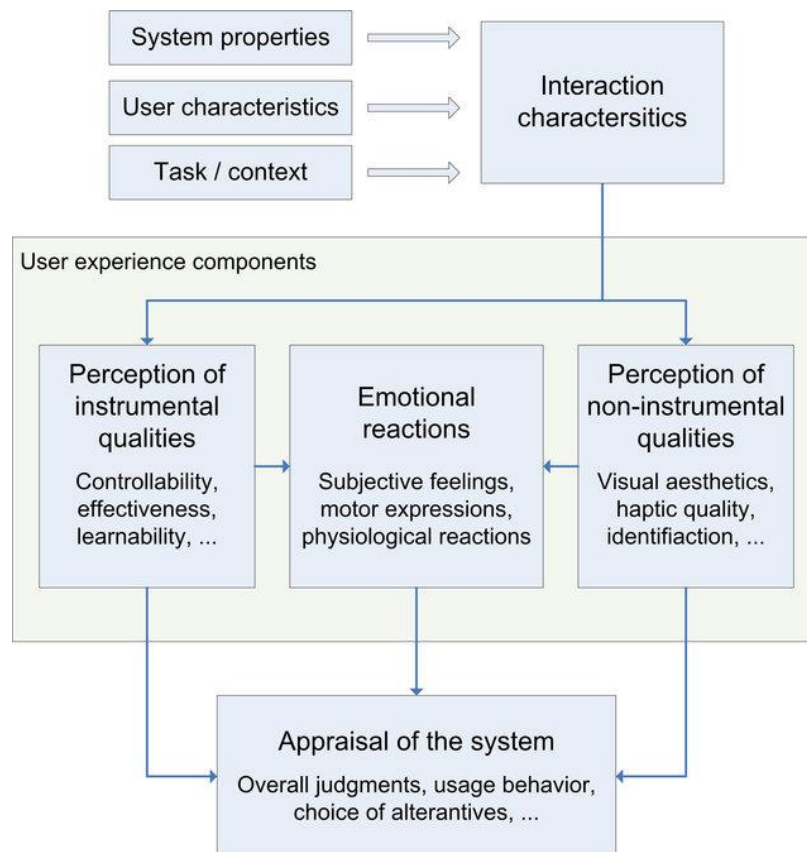 System properties
User characteristics
Task / context
Interaction
charactersitics
User experience components
Perception of
instrumental
qualities
Controllability,
effectiveness,
learnability, ...
Emotional
reactions
Subjective feelings,
motor expressions,
physiological reactions
Perception of
non-instrumental
qualities
Visual aesthetics,
haptic quality,
identifiaction, ...
Appraisal of the system
Overall judgments, usage behavior,
choice of alterantives, ...